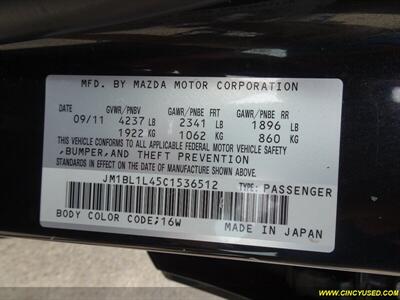 MFD. BY MAZDA MOTOR CORPORATION
DATE GVWR/PNBV GAWR/PNBE FRT GAWR/PNBE RR
09/11 4237 LB 2341 LB 1896 LB
1922 KG 1062 KG 860 KG
THIS VEHICLE CONFORMS TO ALL APPLICABLE FEDERAL MOTOR VEHICLE SAFETY
,BUMPER,AND THEFT PREVENTION
STANDARDS IN EFFECT ON THE DATE OF MANUFACTURE SHOWN ABOVE.
JM1BL1L45C1536512 TYPE: PASSENGER
BODY COLOR CODE;16W MADE IN JAPAN
WWW.CINCYUSED.COM